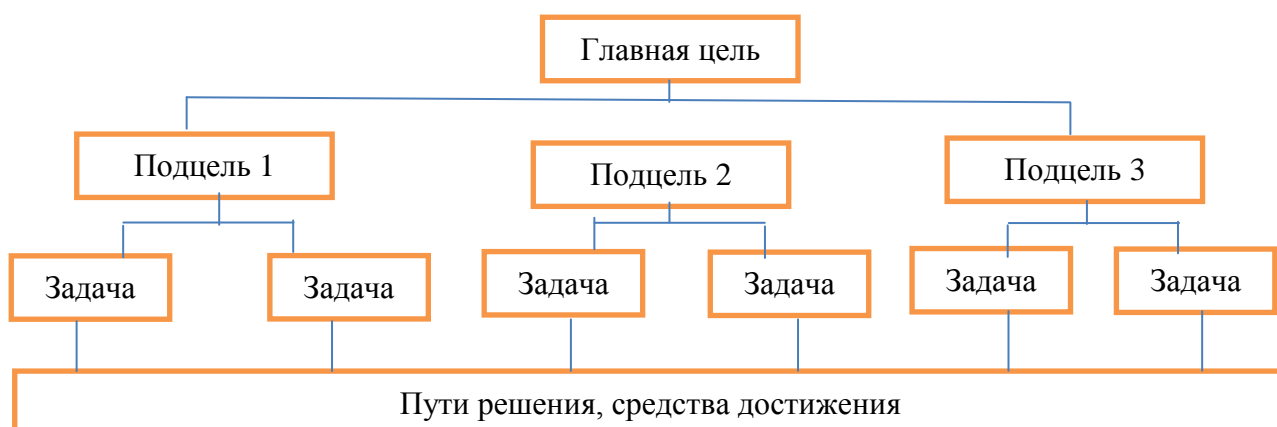 Главная цель
Подцель 1
Подцель 2
Подцель 3
Задача
Задача
Задача
Задача
Задача
Задача
Пути решения, средства достижения